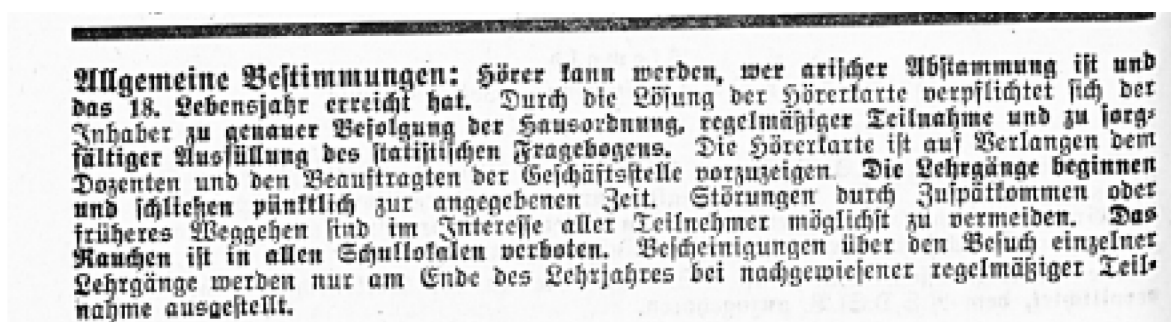 Allgemeine Bestimmungen: Hörer kann werden, wer arischer Abstammung ist und
das 18. Lebensjahr erreicht hat. Durch die Lösung der Hörerkarte verpflichtet sich der
Inhaber zu genauer Befolgung der Hausordnung, regelmäßiger Teilnahme und zu sorg-
fältiger Ausfüllung des statistischen Fragebogens. Die Hörerkarte ist auf Verlangen dem
Dozenten und den Beauftragten der Geschäftsstelle vorzuzeigen. Die Lehrgänge beginnen
und schließen pünktlich zur angegebenen Zeit. Störungen durch Zuspätkommen oder
früheres Weggehen sind im Interesse aller Teilnehmer möglichst zu vermeiden. Das
Rauchen ist in allen Schullokalen verboten. Bescheinigungen über den Besuch einzelner
Lehrgänge werden nur am Ende des Lehrjahres bei nachgewiesener regelmäßiger Teil-
nahme ausgestellt.